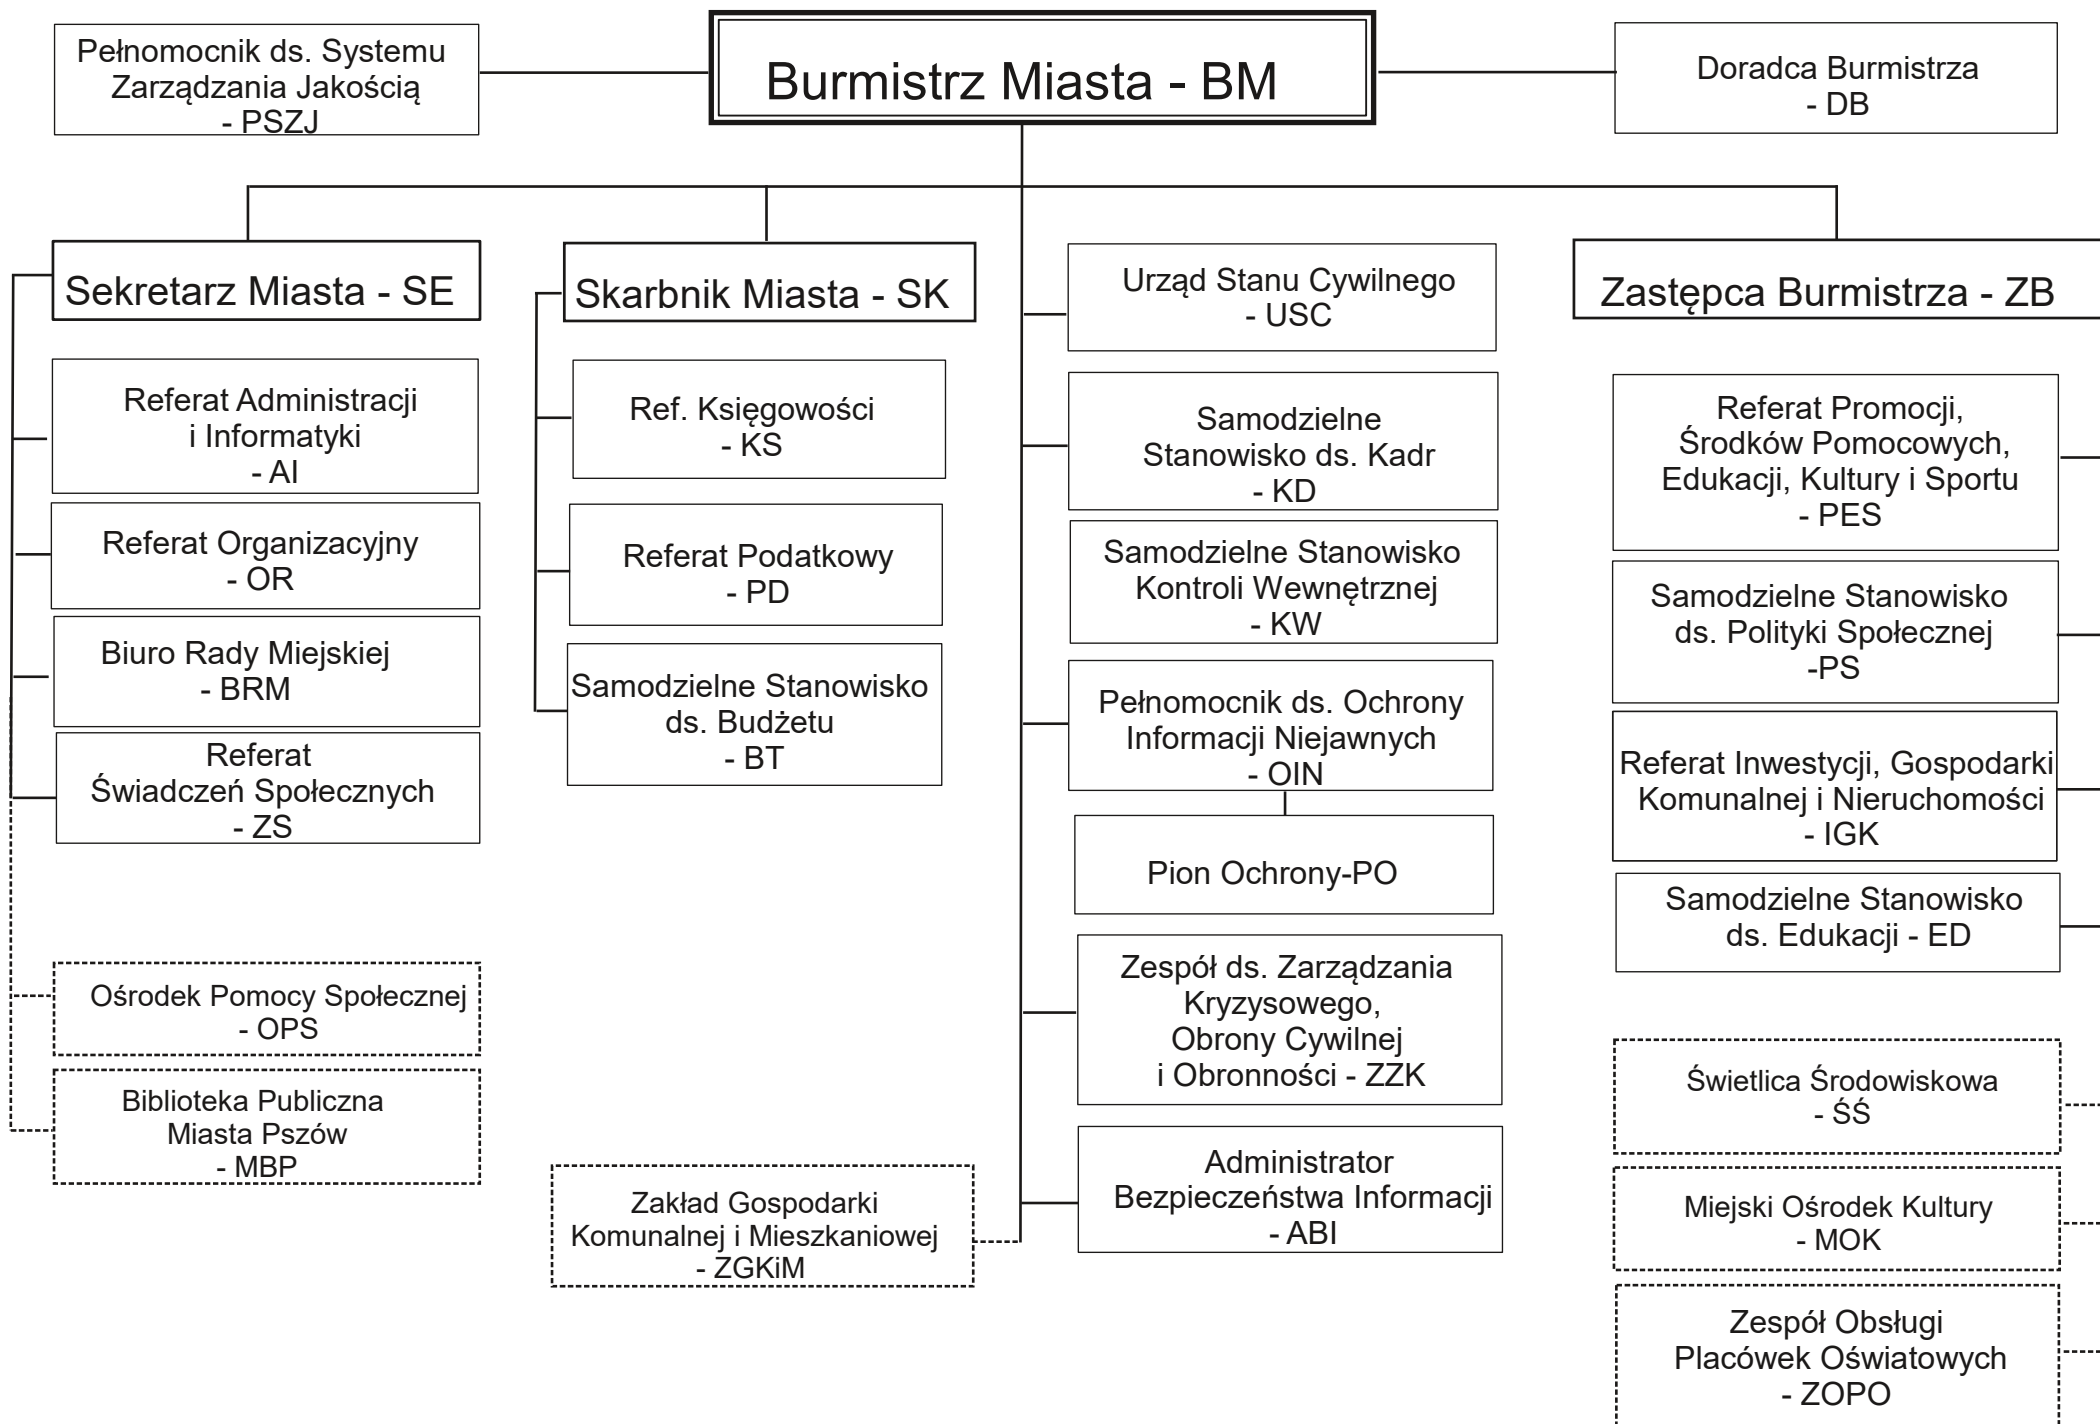 Pełnomocnik ds. Systemu
Zarządzania Jakością
- PSZJ
Burmistrz Miasta - BM
Doradca Burmistrza
- DB
Sekretarz Miasta - SE
Referat Administracji
i Informatyki
- AI
Referat Organizacyjny
- OR
Biuro Rady Miejskiej
- BRM
Referat
Świadczeń Społecznych
- ZS
Ośrodek Pomocy Społecznej
- OPS
Biblioteka Publiczna
Miasta Pszów
- MBP
Skarbnik Miasta - SK
Ref. Księgowości
- KS
Referat Podatkowy
- PD
Samodzielne Stanowisko
ds. Budżetu
- BT
Zakład Gospodarki
Komunalnej i Mieszkaniowej
- ZGKiM
Urząd Stanu Cywilnego
- USC
Samodzielne
Stanowisko ds. Kadr
- KD
Samodzielne Stanowisko
Kontroli Wewnętrznej
- KW
Pełnomocnik ds. Ochrony
Informacji Niejawnych
- OIN
Pion Ochrony-PO
Zespół ds. Zarządzania
Kryzysowego,
Obrony Cywilnej
i Obronności - ZZK
Administrator
Bezpieczeństwa Informacji
- ABI
Zastępca Burmistrza - ZB
Referat Promocji,
Środków Pomocowych,
Edukacji, Kultury i Sportu
- PES
Samodzielne Stanowisko
ds. Polityki Społecznej
-PS
Referat Inwestycji, Gospodarki
Komunalnej i Nieruchomości
- IGK
Samodzielne Stanowisko
ds. Edukacji - ED
Świetlica Środowiskowa
- ŚŚ
Miejski Ośrodek Kultury
- MOK
Zespół Obsługi
Placówek Oświatowych
- ZOPO